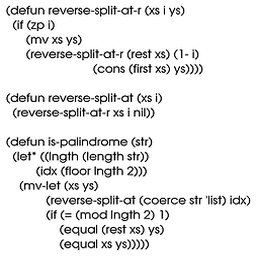 (defun reverse-split-at-r (xs i ys)
(if (zp i)
(mv xs ys)
(reverse-split-at-r (rest xs) (1- i)
(cons (first xs) ys))))
(defun reverse-split-at (xs i)
(reverse-split-at-r xs i nil))
(defun is-palindrome (str)
(let* ((lngth (length str))
(idx (floor lngth 2)))
(mv-let (xs ys)
(reverse-split-at (coerce str 'list) idx)
(if (= (mod lngth 2) 1)
(equal (rest xs) ys)
(equal xs ys)))))